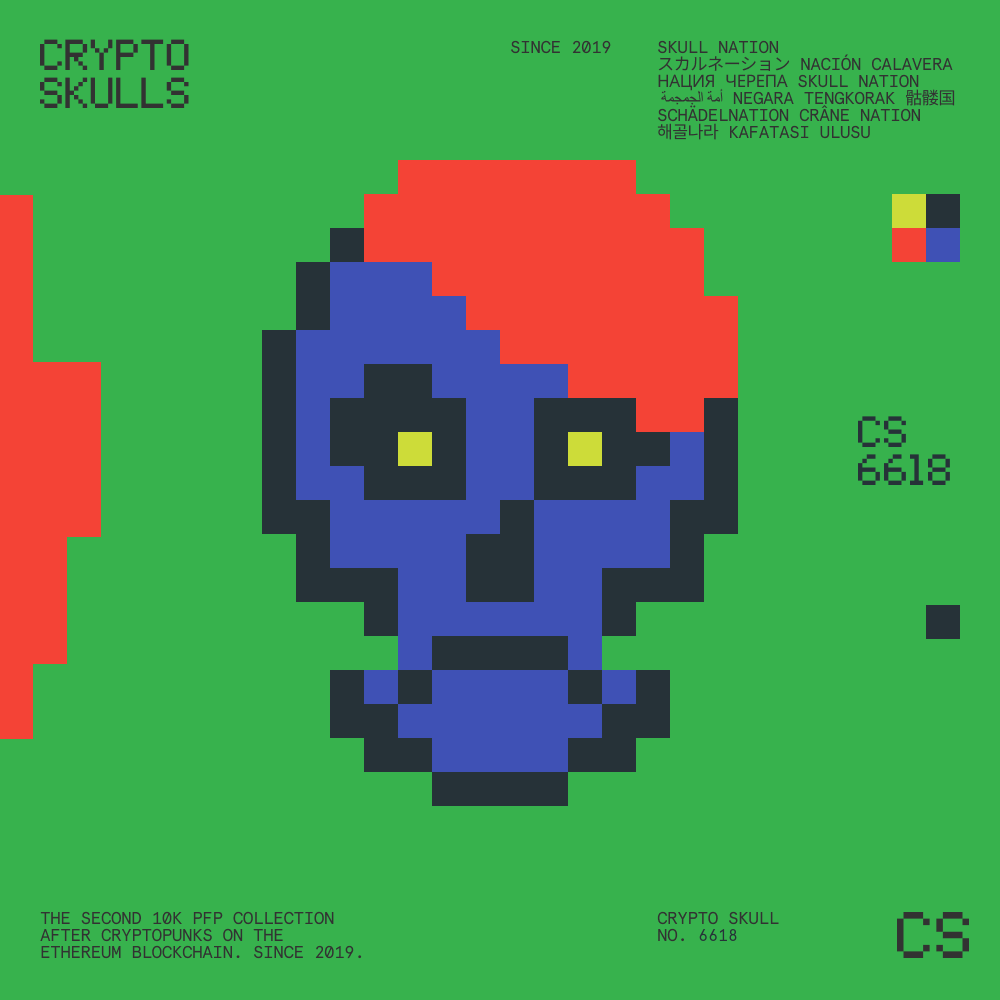 CRYPTO
SKULLS
SINCE 2019
SKULL NATION
スカルネーション NACIÓN CALAVERA
НАЦИЯ ЧЕРЕПА SKULL NATION
أمة الجمجمة NEGARA TENGKORAK 骷髅国
SCHÄDELNATION CRÂNE NATION
해골나라 KAFATASI ULUSU
CS
6618
THE SECOND 10K PFP COLLECTION
AFTER CRYPTOPUNKS ON THE
ETHEREUM BLOCKCHAIN. SINCE 2019.
CRYPTO SKULL
NO. 6618
CS